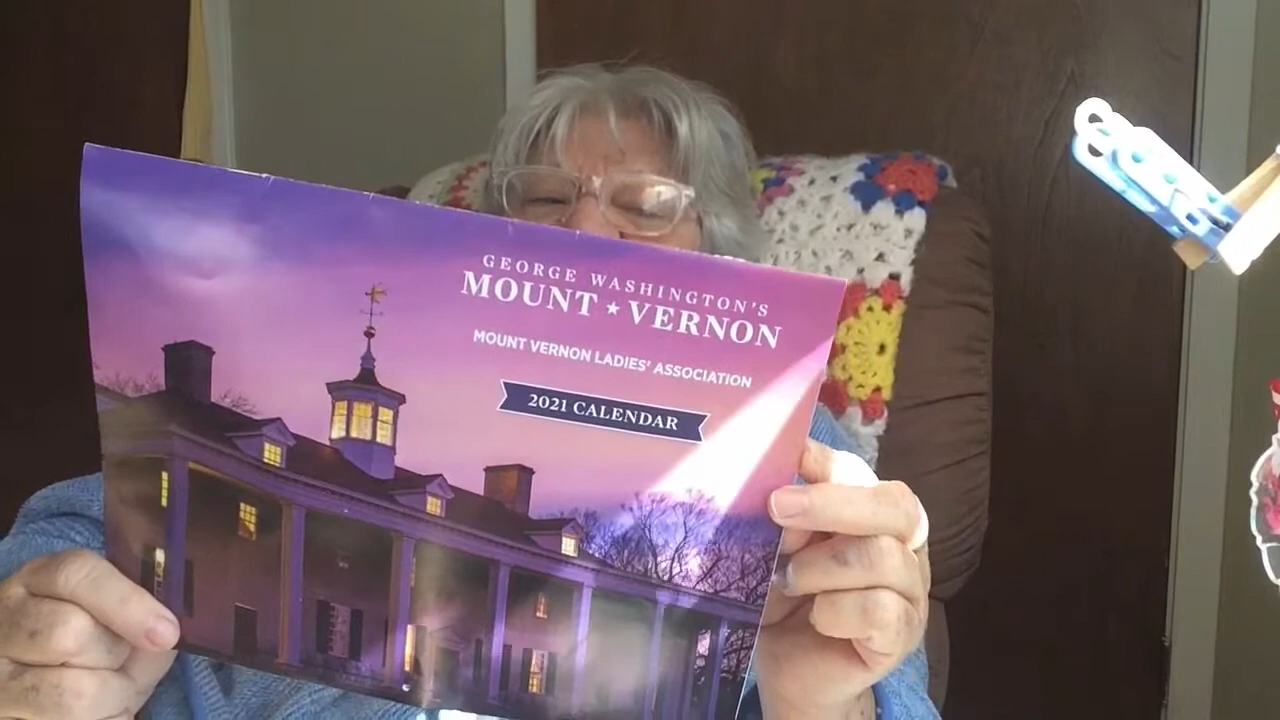 GEORGE WASHINGTON'S
MOUNT ★ VERNON
MOUNT VERNON LADIES' ASSOCIATION
2021 CALENDAR